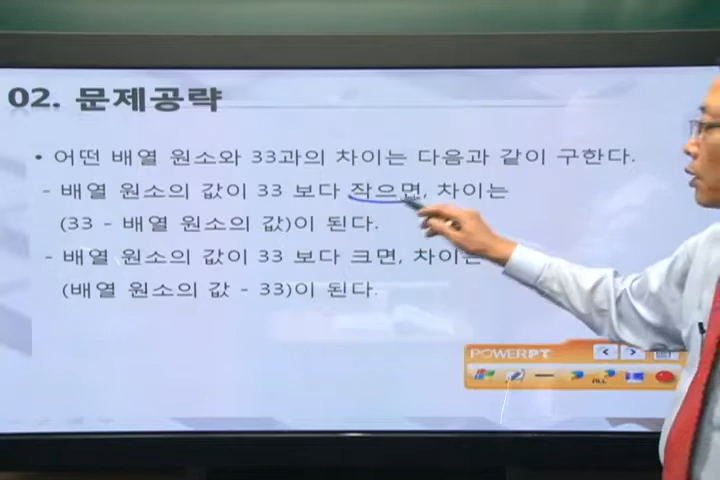 02. 문제공략
• 어떤 배열 원소와 33과의 차이는 다음과 같이 구한다.
- 배열 원소의 값이 33 보다 작으면, 차이는
(33 - 배열 원소의 값)이 된다.
- 배열 원소의 값이 33 보다 크면, 차이는
(배열 원소의 값 - 33)이 된다.
POWERPT
ALL